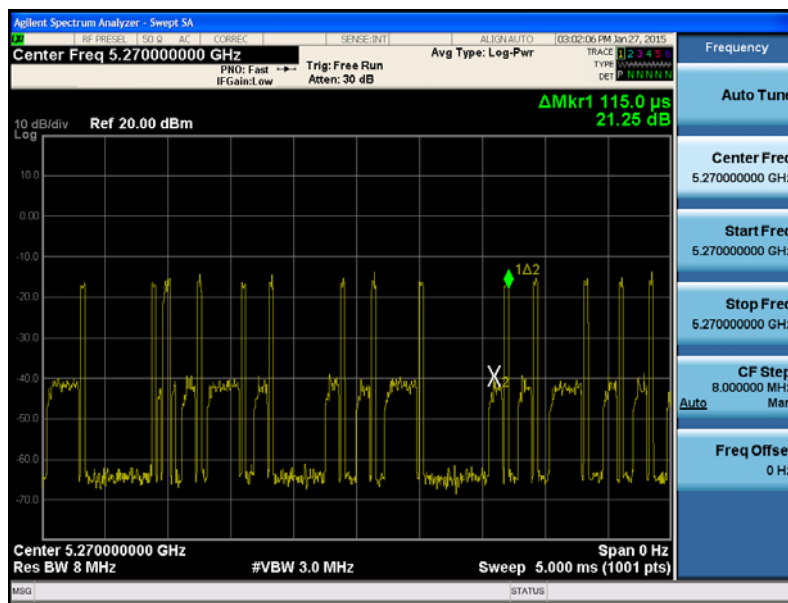 Agilent Spectrum Analyzer - Swept SA
RF PRESEL 50 Ω AC CORREC SENSE:INT ALIGN AUTO 03:02:06 PM Jan 27, 2015
Center Freq 5.270000000 GHz
PNO: Fast
IFGain:Low
Trig: Free Run
Atten: 30 dB
Avg Type: Log-Pwr
TRACE 1 2 3 4 5 6
TYPE
DET P N N N N N
ΔMkr1 115.0 µs
21.25 dB
10 dB/div Ref 20.00 dBm
Log
10.0
0.00
-10.0
-20.0
-30.0
-40.0
-50.0
-60.0
-70.0
1Δ2
X2
Center 5.270000000 GHz Span 0 Hz
Res BW 8 MHz #VBW 3.0 MHz Sweep 5.000 ms (1001 pts)
MSG STATUS
Frequency
Auto Tune
Center Freq
5.270000000 GHz
Start Freq
5.270000000 GHz
Stop Freq
5.270000000 GHz
CF Step
8.000000 MHz
Auto Man
Freq Offset
0 Hz